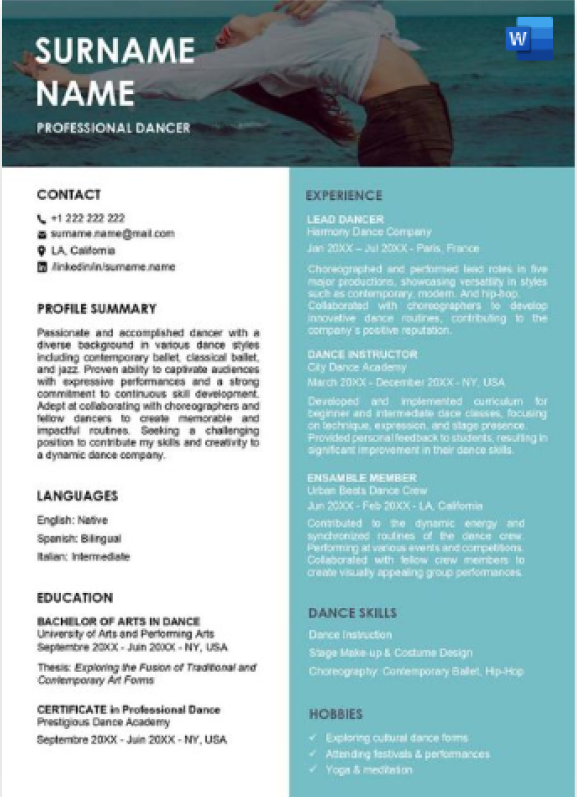 SURNAME
NAME
PROFESSIONAL DANCER
W
CONTACT
+1 222 222 222
surname.name@mail.com
LA, California
/linkedin/in/surname.name
PROFILE SUMMARY
Passionate and accomplished dancer with a
diverse background in various dance styles
including contemporary ballet, classical ballet,
and jazz. Proven ability to captivate audiences
with expressive performances and a strong
commitment to continuous skill development.
Adept at collaborating with choreographers and
fellow dancers to create memorable and
impactful routines. Seeking a challenging
position to contribute my skills and creativity to
a dynamic dance company.
LANGUAGES
English: Native
Spanish: Bilingual
Italian: Intermediate
EDUCATION
BACHELOR OF ARTS IN DANCE
University of Arts and Performing Arts
Septembre 20XX - Juin 20XX - NY, USA
Thesis: Exploring the Fusion of Traditional and
Contemporary Art Forms
CERTIFICATE in Professional Dance
Prestigious Dance Academy
Septembre 20XX - Juin 20XX - NY, USA
EXPERIENCE
LEAD DANCER
Harmony Dance Company
Jan 20XX – Jul 20XX - Paris, France
Choreographed and performed lead roles in five
major productions, showcasing versatility in styles
such as contemporary, modern. And hip-hop.
Collaborated with choreographers to develop
innovative dance routines, contributing to the
company's positive reputation.
DANCE INSTRUCTOR
City Dance Academy
March 20XX - December 20XX - NY, USA
Developed and implemented curriculum for
beginner and intermediate dace classes, focusing
on technique, expression, and stage presence.
Provided personal feedback to students, resulting in
significant improvement in their dance skills.
ENSAMBLE MEMBER
Urban Beats Dance Crew
Jun 20XX - Feb 20XX - LA, California
Contributed to the dynamic energy and
synchronized routines of the dance crew.
Performing at various events and competitions.
Collaborated with fellow crew members to
create visually appealing group performances.
DANCE SKILLS
Dance Instruction
Stage Make-up & Costume Design
Choreography: Contemporary Ballet, Hip-Hop
HOBBIES
✓ Exploring cultural dance forms
✓ Attending festivals & performances
✓ Yoga & meditation